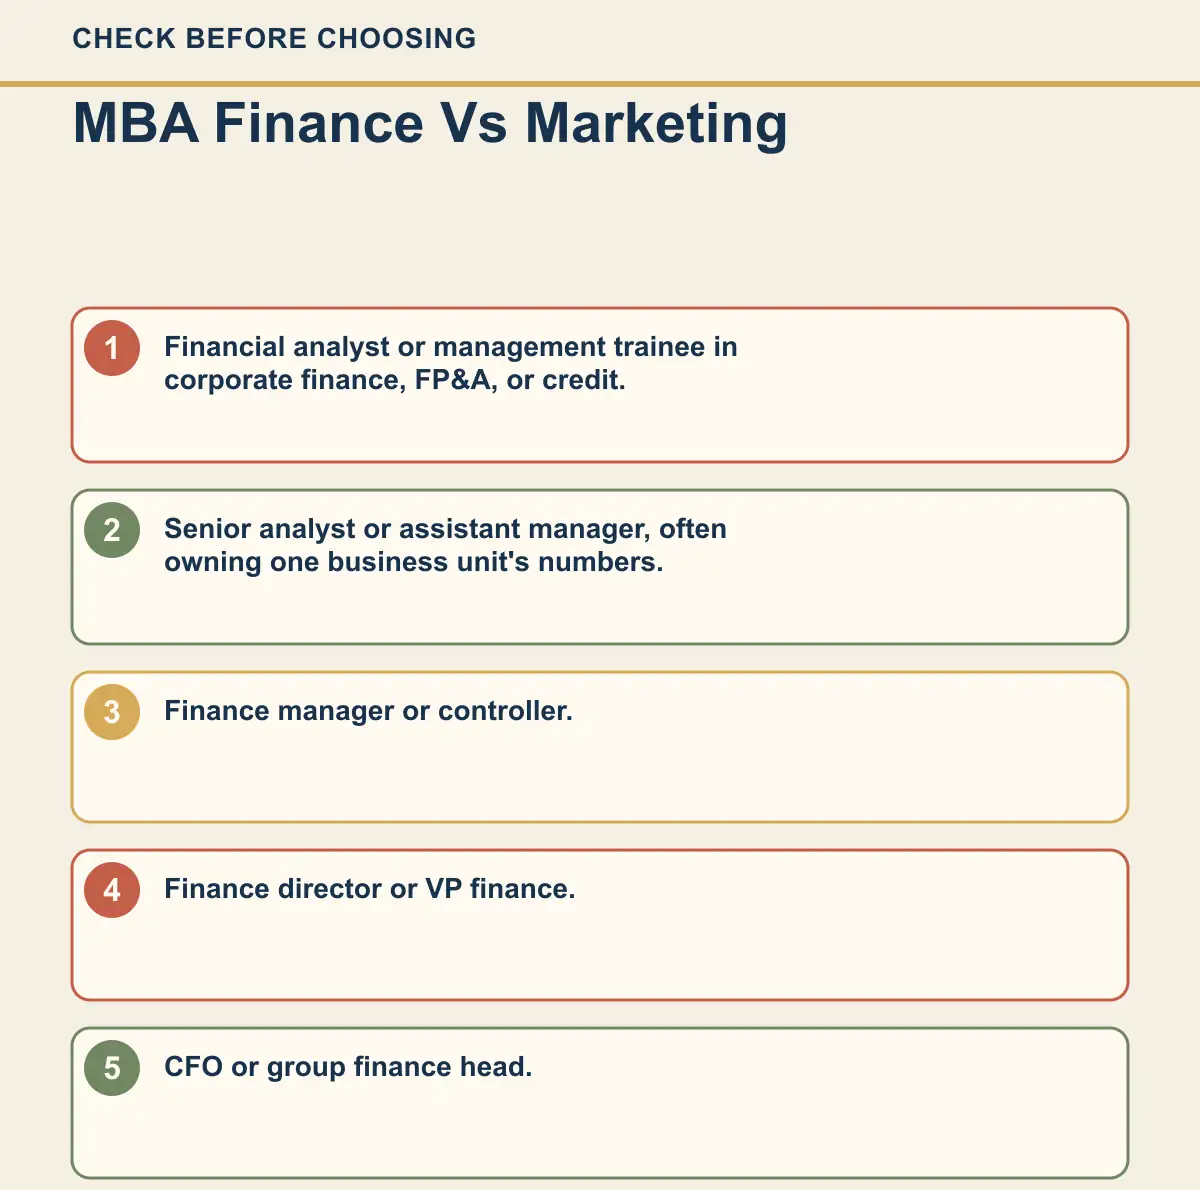 CHECK BEFORE CHOOSING
MBA Finance Vs Marketing
1
Financial analyst or management trainee in
corporate finance, FP&A, or credit.
2
Senior analyst or assistant manager, often
owning one business unit's numbers.
3
Finance manager or controller.
4
Finance director or VP finance.
5
CFO or group finance head.